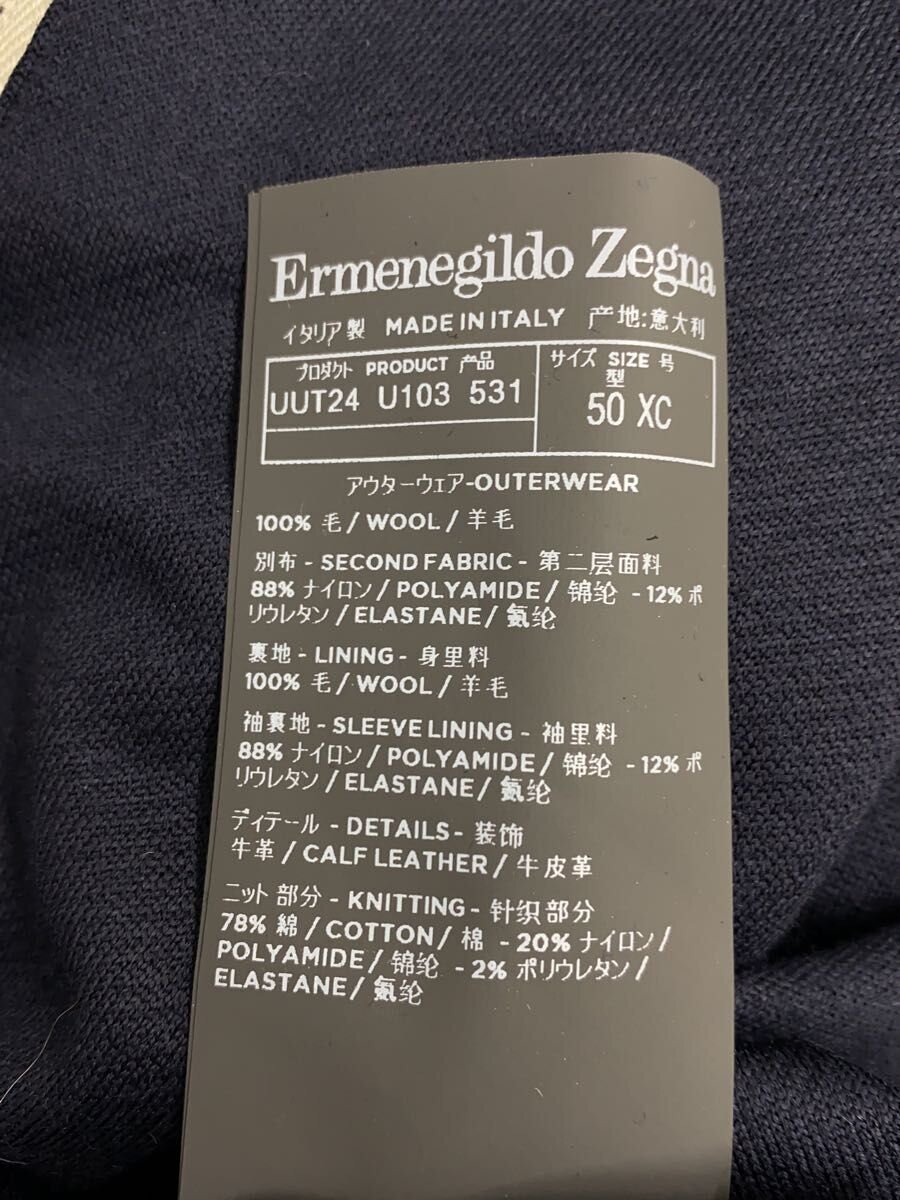 Ermenegildo Zegna
イタリア製 MADE IN ITALY 产地:意大利
プロダクト PRODUCT 产品
UUT24 U103 531
サイズ SIZE 号
型
50 XC
アウターウェア-OUTERWEAR
100% 毛/WOOL/羊毛
別布-SECOND FABRIC-第二层面料
88% ナイロン/POLYAMIDE/锦纶 -12% ポ
リウレタン/ELASTANE/氨纶
裏地-LINING-身里料
100% 毛/WOOL/羊毛
袖裏地-SLEEVE LINING-袖里料
88% ナイロン/POLYAMIDE/锦纶 -12% ポ
リウレタン/ELASTANE/氨纶
ディテール-DETAILS-装饰
牛革/CALF LEATHER/牛皮革
ニット部分-KNITTING-针织部分
78% 綿/COTTON/棉 -20% ナイロン/
POLYAMIDE/锦纶 -2% ポリウレタン/
ELASTANE/氨纶